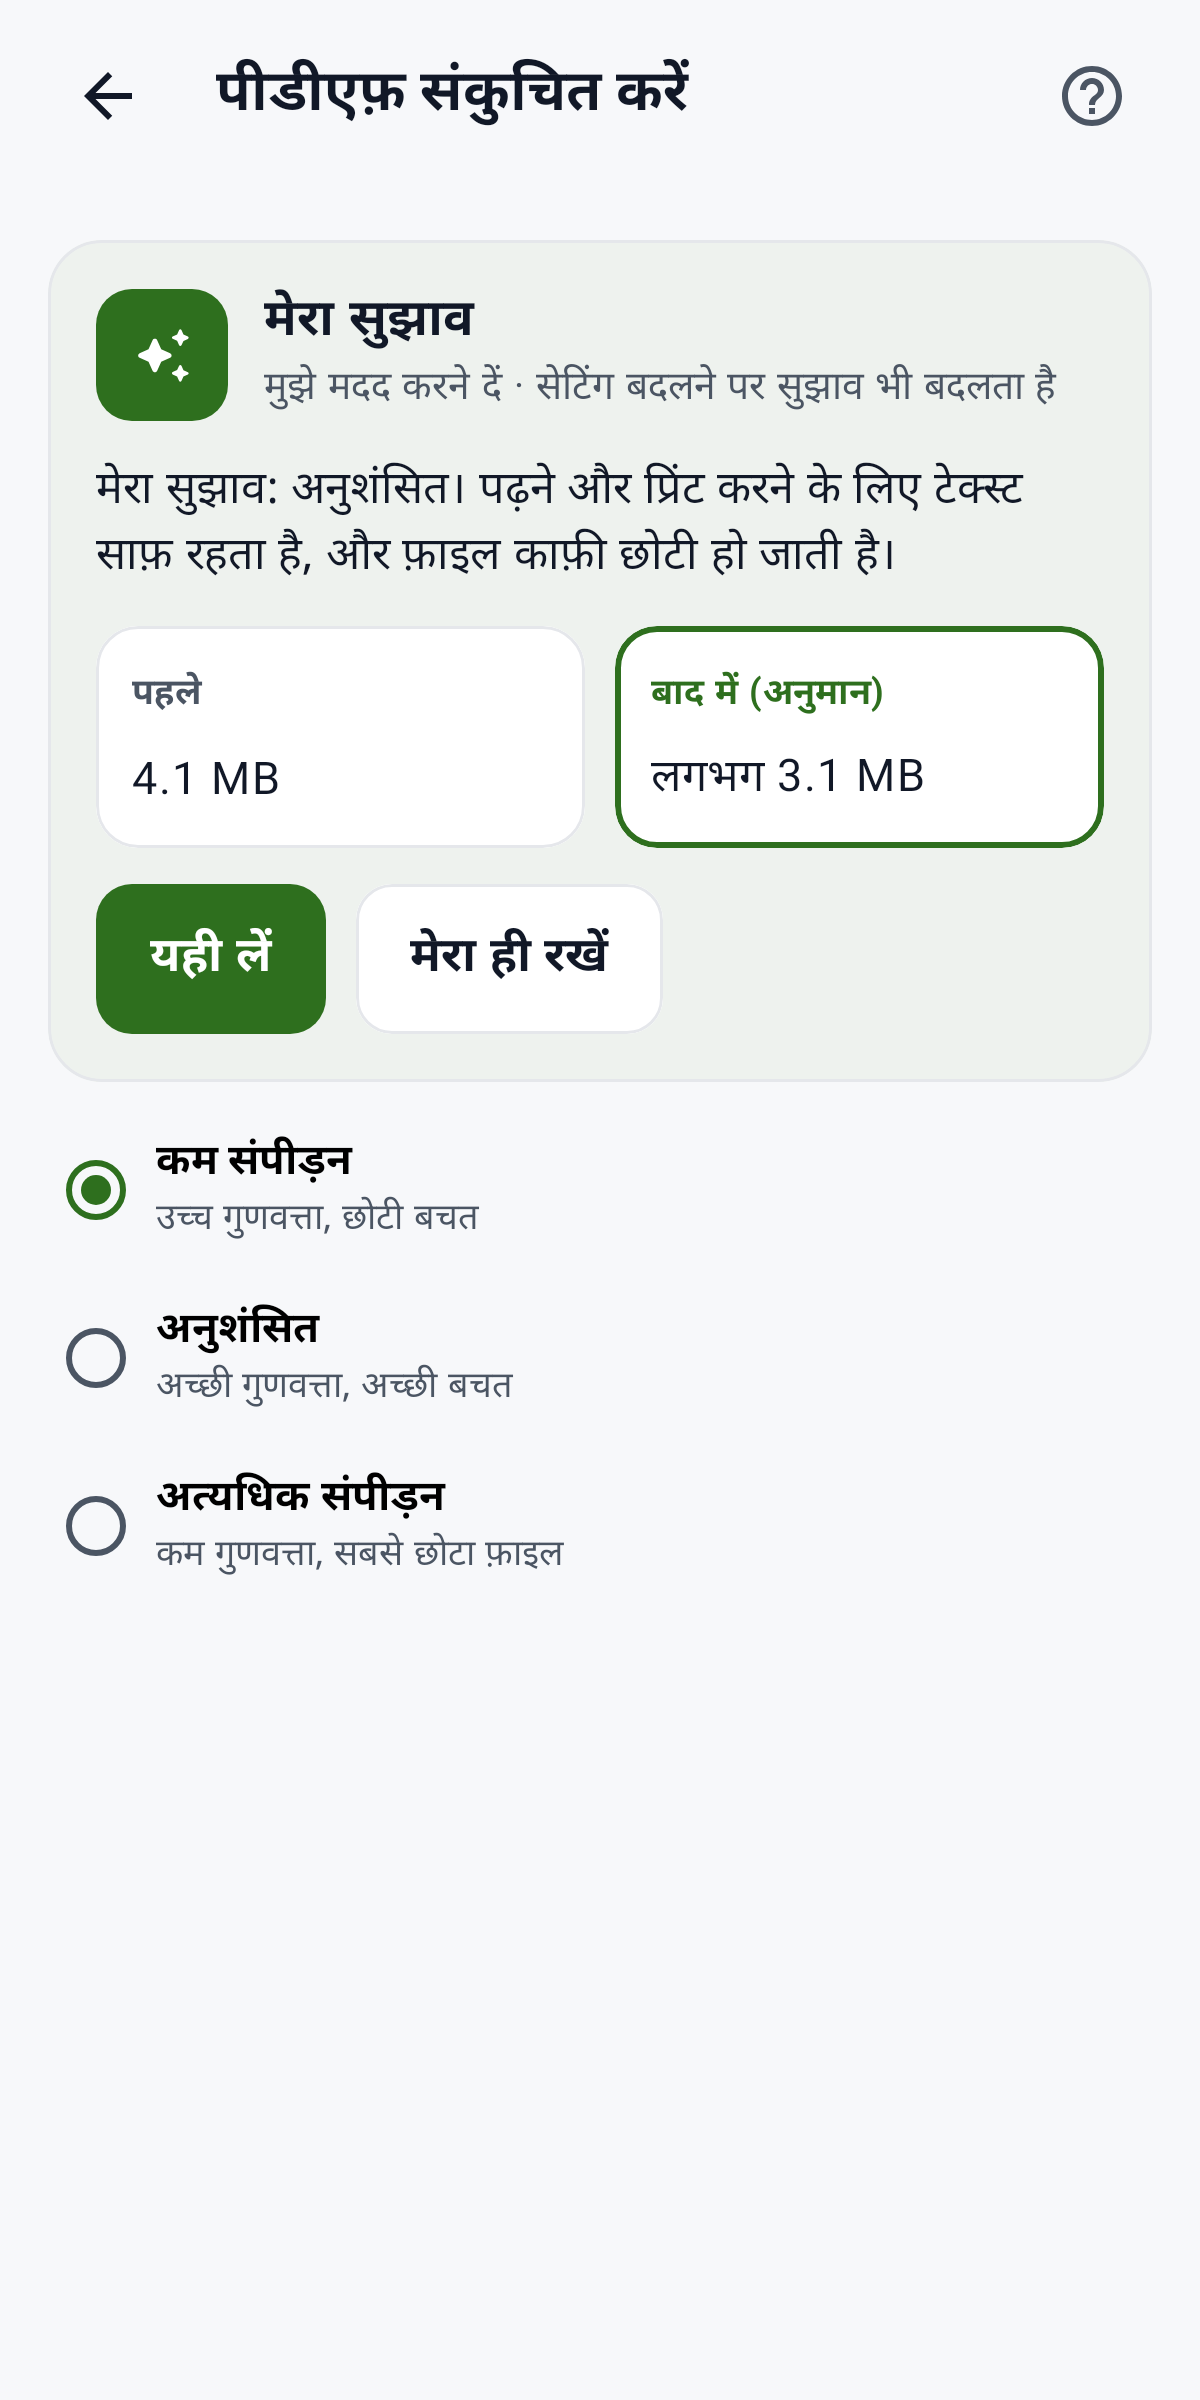 पीडीएफ़ संकुचित करें
मेरा सुझाव
मुझे मदद करने दें · सेटिंग बदलने पर सुझाव भी बदलता है
मेरा सुझाव: अनुशंसित। पढ़ने और प्रिंट करने के लिए टेक्स्ट
साफ़ रहता है, और फ़ाइल काफ़ी छोटी हो जाती है।
पहले
4.1 MB
बाद में (अनुमान)
लगभग 3.1 MB
यही लें
मेरा ही रखें
कम संपीड़न
उच्च गुणवत्ता, छोटी बचत
अनुशंसित
अच्छी गुणवत्ता, अच्छी बचत
अत्यधिक संपीड़न
कम गुणवत्ता, सबसे छोटा फ़ाइल